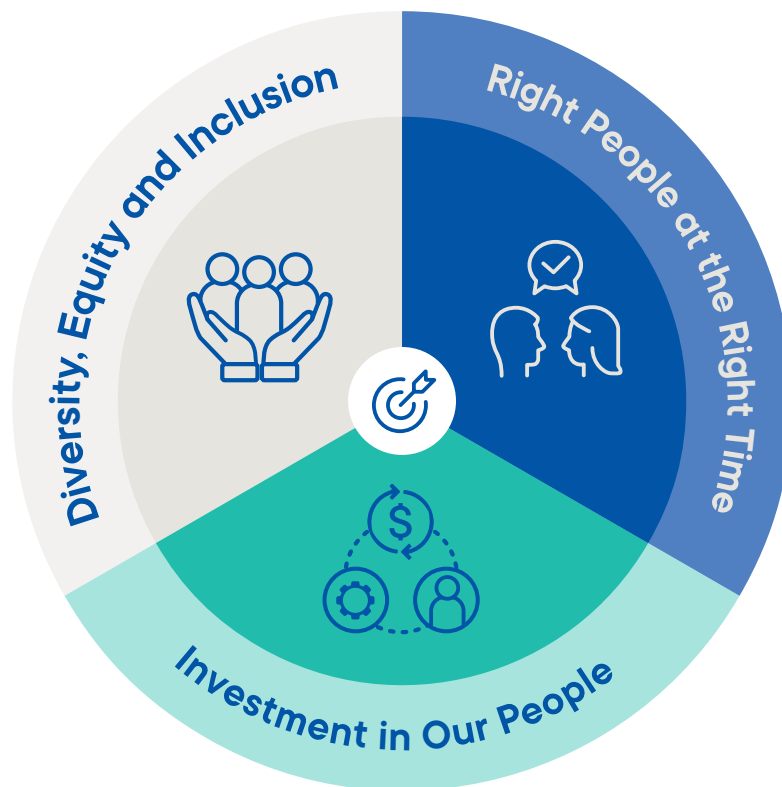 Diversity, Equity and Inclusion
Right People at the Right Time
$
Investment in Our People